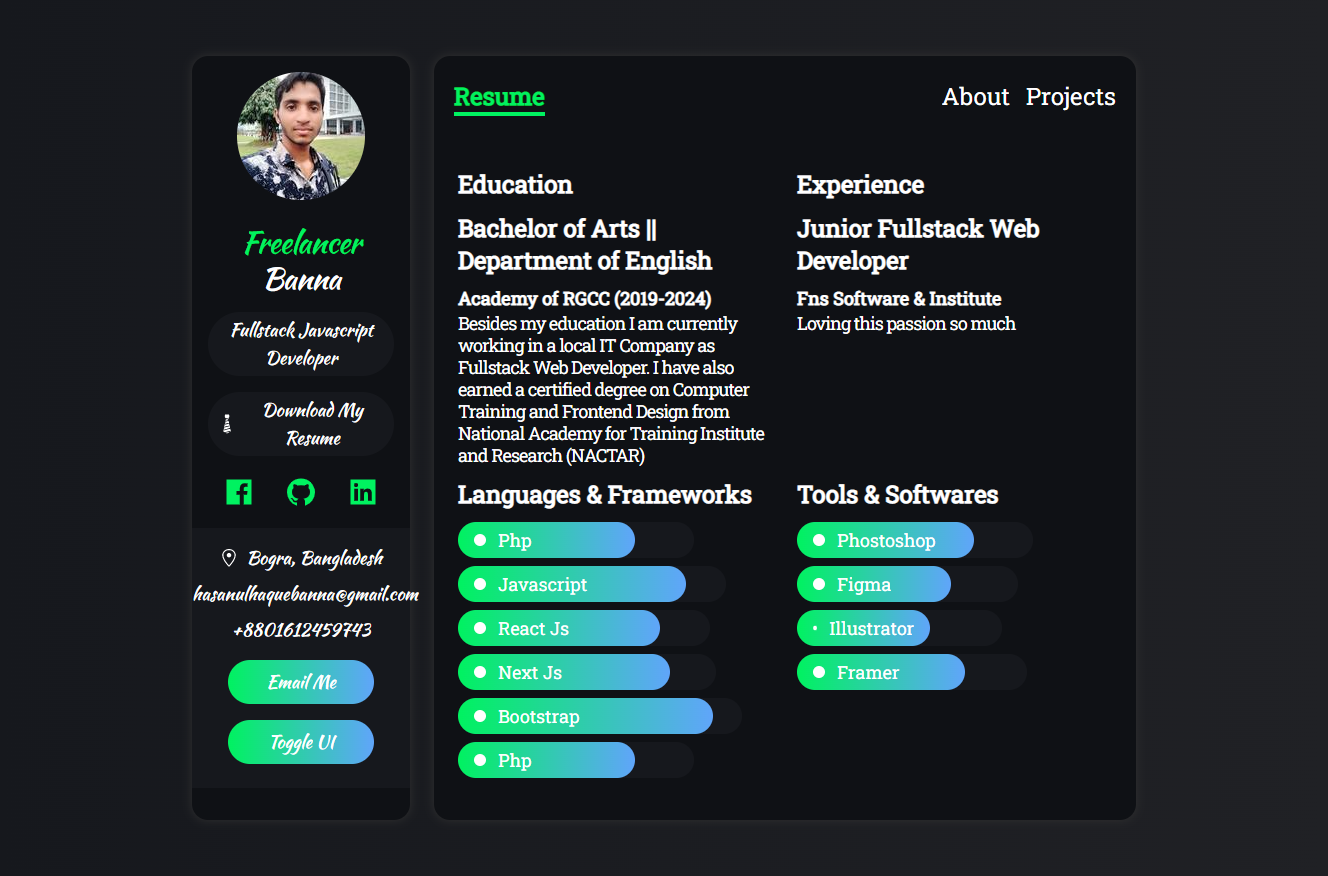 Freelancer
Banna
Fullstack Javascript
Developer
Download My
Resume
Bogra, Bangladesh
hasanulhaquebanna@gmail.com
+8801612459743
Email Me
Toggle UI
Resume
About Projects
Education
Bachelor of Arts ||
Department of English
Academy of RGCC (2019-2024)
Besides my education I am currently
working in a local IT Company as
Fullstack Web Developer. I have also
earned a certified degree on Computer
Training and Frontend Design from
National Academy for Training Institute
and Research (NACTAR)
Experience
Junior Fullstack Web
Developer
Fns Software & Institute
Loving this passion so much
Languages & Frameworks
Php
Javascript
React Js
Next Js
Bootstrap
Php
Tools & Softwares
Phostoshop
Figma
Illustrator
Framer